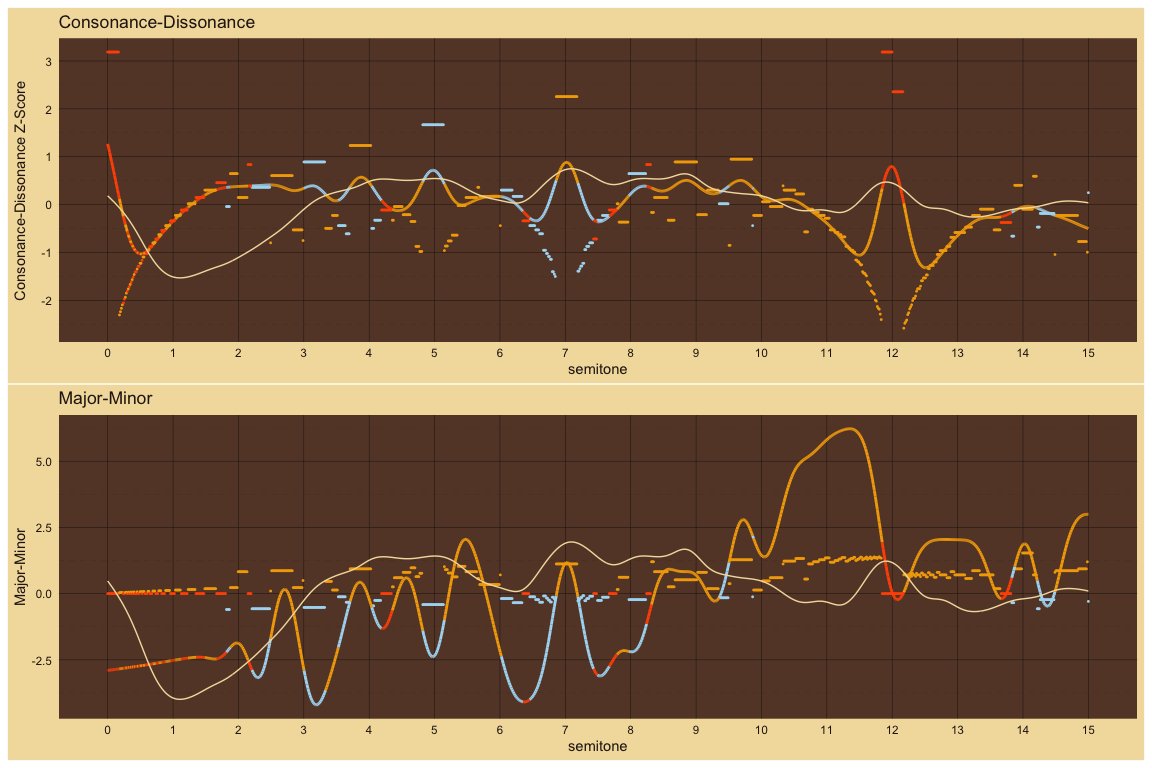 Consonance-Dissonance
Consonance-Dissonance Z-Score
3
2
1
0
-1
-2
0 1 2 3 4 5 6 7 8 9 10 11 12 13 14 15
semitone
Major-Minor
Major-Minor
5.0
2.5
0.0
-2.5
0 1 2 3 4 5 6 7 8 9 10 11 12 13 14 15
semitone